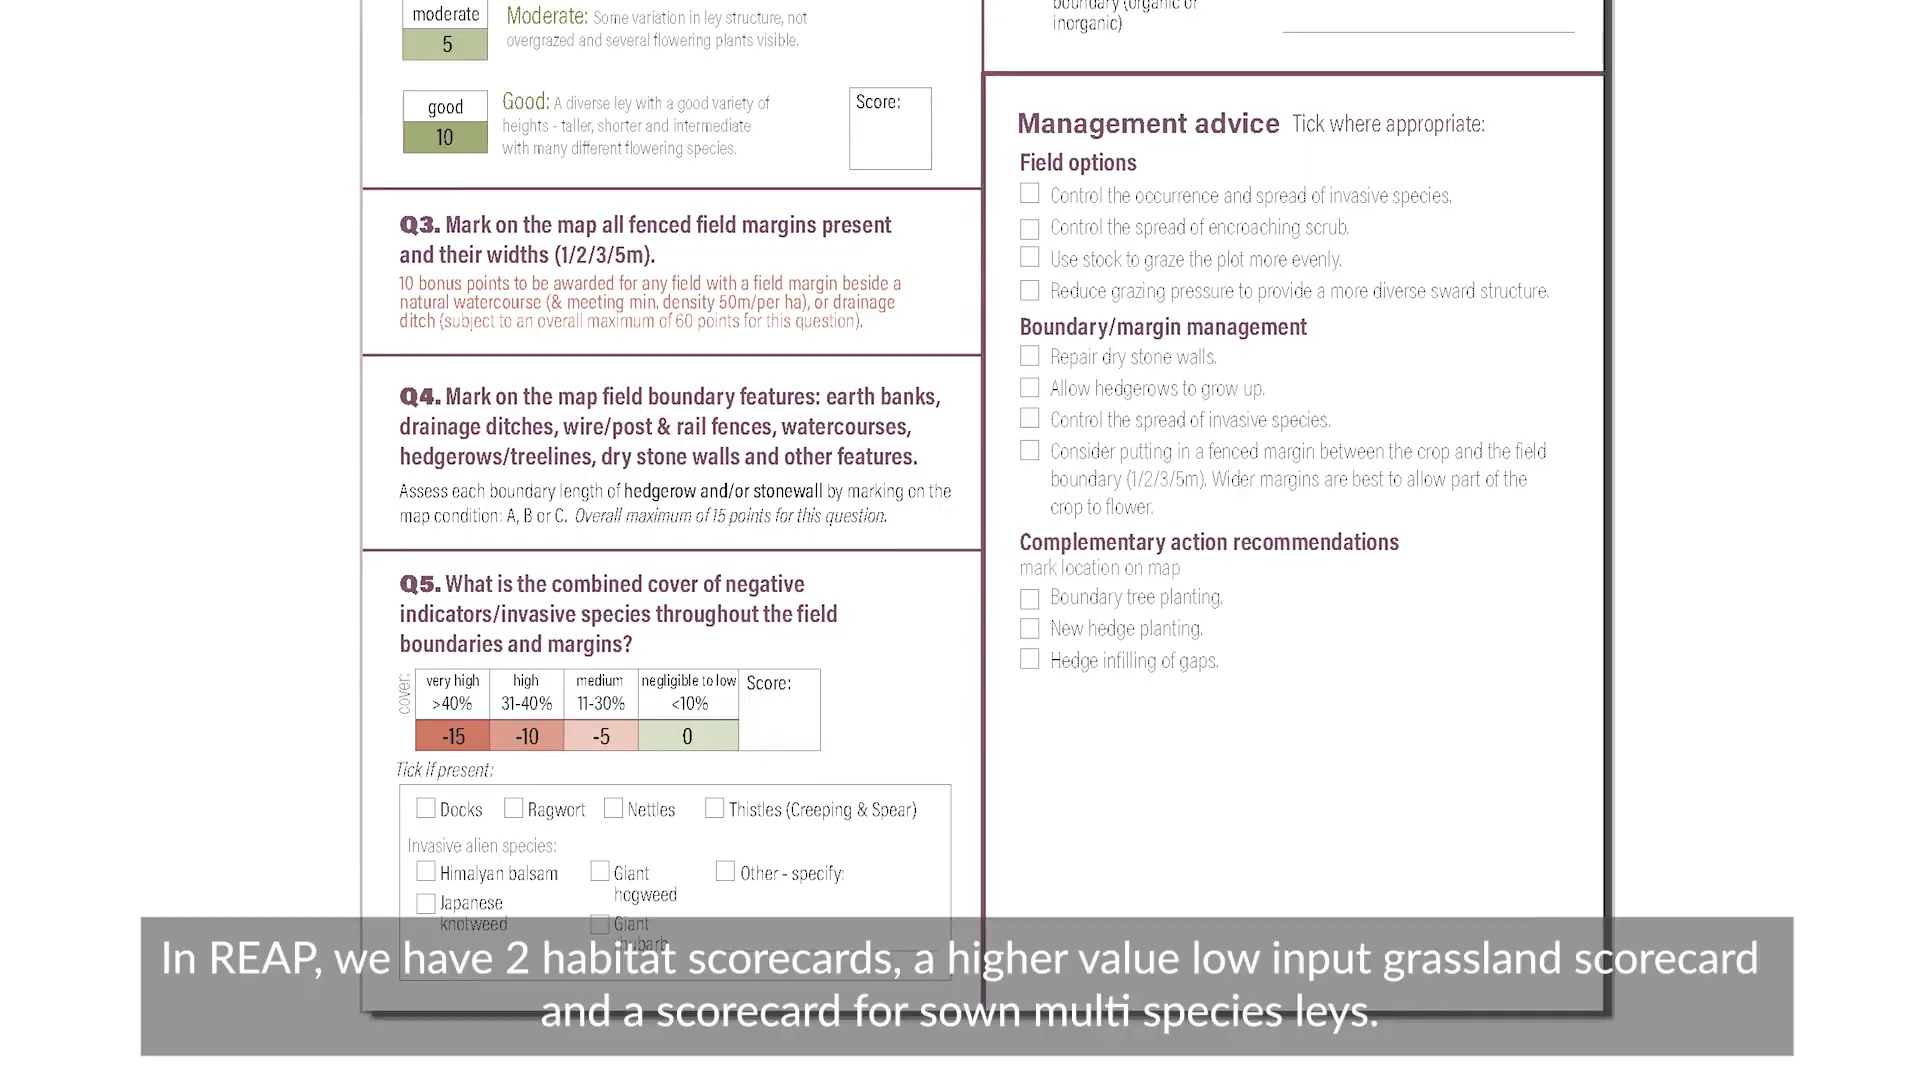 moderate
5
Moderate: Some variation in ley structure, not
overgrazed and several flowering plants visible.
good
10
Good: A diverse ley with a good variety of
heights - taller, shorter and intermediate
with many different flowering species.
Score:
Q3. Mark on the map all fenced field margins present
and their widths (1/2/3/5m).
10 bonus points to be awarded for any field with a field margin beside a
natural watercourse (& meeting min. density 50m/per ha), or drainage
ditch (subject to an overall maximum of 60 points for this question).
Q4. Mark on the map field boundary features: earth banks,
drainage ditches, wire/post & rail fences, watercourses,
hedgerows/treelines, dry stone walls and other features.
Assess each boundary length of hedgerow and/or stonewall by marking on the
map condition: A, B or C. Overall maximum of 15 points for this question.
Q5. What is the combined cover of negative
indicators/invasive species throughout the field
boundaries and margins?
cover:
very high high medium negligible to low Score:
>40% 31-40% 11-30% <10%
-15 -10 -5 0
Tick if present:
Docks Ragwort Nettles Thistles (Creeping & Spear)
Invasive alien species:
Himalyan balsam Giant Other - specify:
hogweed
Japanese
knotweed Giant
rhubarb
boundary (organic or
inorganic)
Management advice Tick where appropriate:
Field options
Control the occurrence and spread of invasive species.
Control the spread of encroaching scrub.
Use stock to graze the plot more evenly.
Reduce grazing pressure to provide a more diverse sward structure.
Boundary/margin management
Repair dry stone walls.
Allow hedgerows to grow up.
Control the spread of invasive species.
Consider putting in a fenced margin between the crop and the field
boundary (1/2/3/5m). Wider margins are best to allow part of the
crop to flower.
Complementary action recommendations
mark location on map
Boundary tree planting.
New hedge planting.
Hedge infilling of gaps.
In REAP, we have 2 habitat scorecards, a higher value low input grassland scorecard
and a scorecard for sown multi species leys.